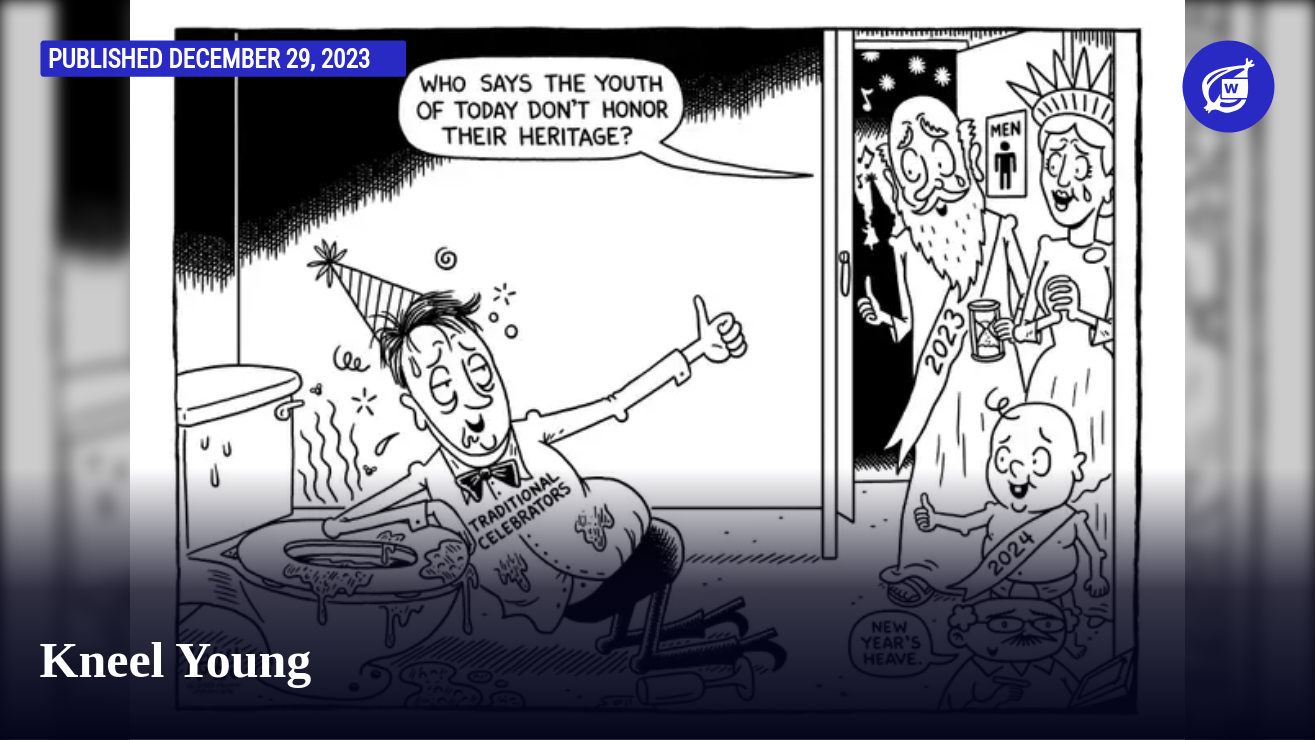 PUBLISHED DECEMBER 29, 2023
W
WHO SAYS THE YOUTH
OF TODAY DON'T HONOR
THEIR HERITAGE?
MEN
2023
TRADITIONAL
CELEBRATORS
2024
NEW
YEAR'S
HEAVE.
Kneel Young